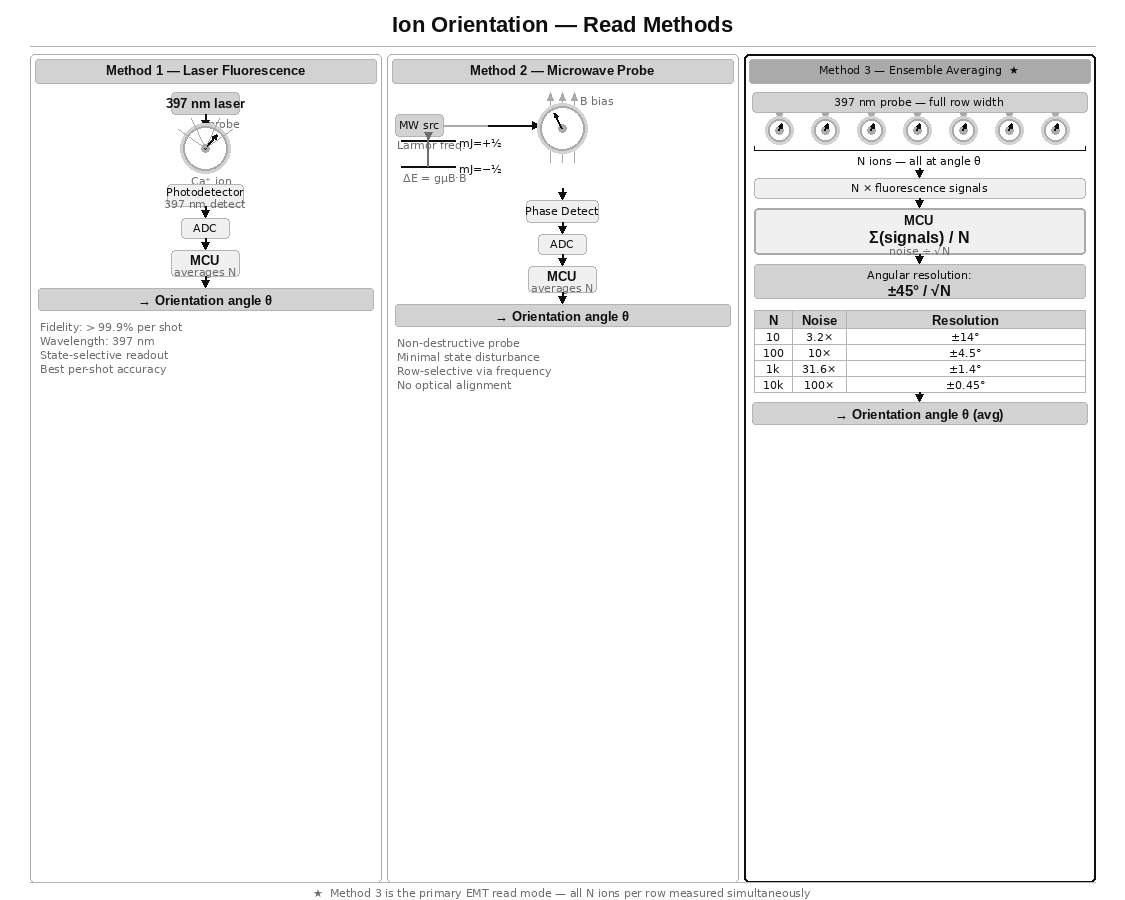 Ion Orientation — Read Methods
Method 1 — Laser Fluorescence
397 nm laser
probe
Ca⁺ ion
Photodetector
397 nm detect
ADC
MCU
averages N
→ Orientation angle θ
Fidelity: > 99.9% per shot
Wavelength: 397 nm
State-selective readout
Best per-shot accuracy
Method 2 — Microwave Probe
B bias
MW src
Larmor freq
mJ=+½
mJ=−½
ΔE = gμB·B
Phase Detect
ADC
MCU
averages N
→ Orientation angle θ
Non-destructive probe
Minimal state disturbance
Row-selective via frequency
No optical alignment
Method 3 — Ensemble Averaging ★
397 nm probe — full row width
N ions — all at angle θ
N × fluorescence signals
MCU
Σ(signals) / N
noise ÷ √N
Angular resolution:
±45° / √N
N Noise Resolution
10 3.2× ±14°
100 10× ±4.5°
1k 31.6× ±1.4°
10k 100× ±0.45°
→ Orientation angle θ (avg)
★ Method 3 is the primary EMT read mode — all N ions per row measured simultaneously